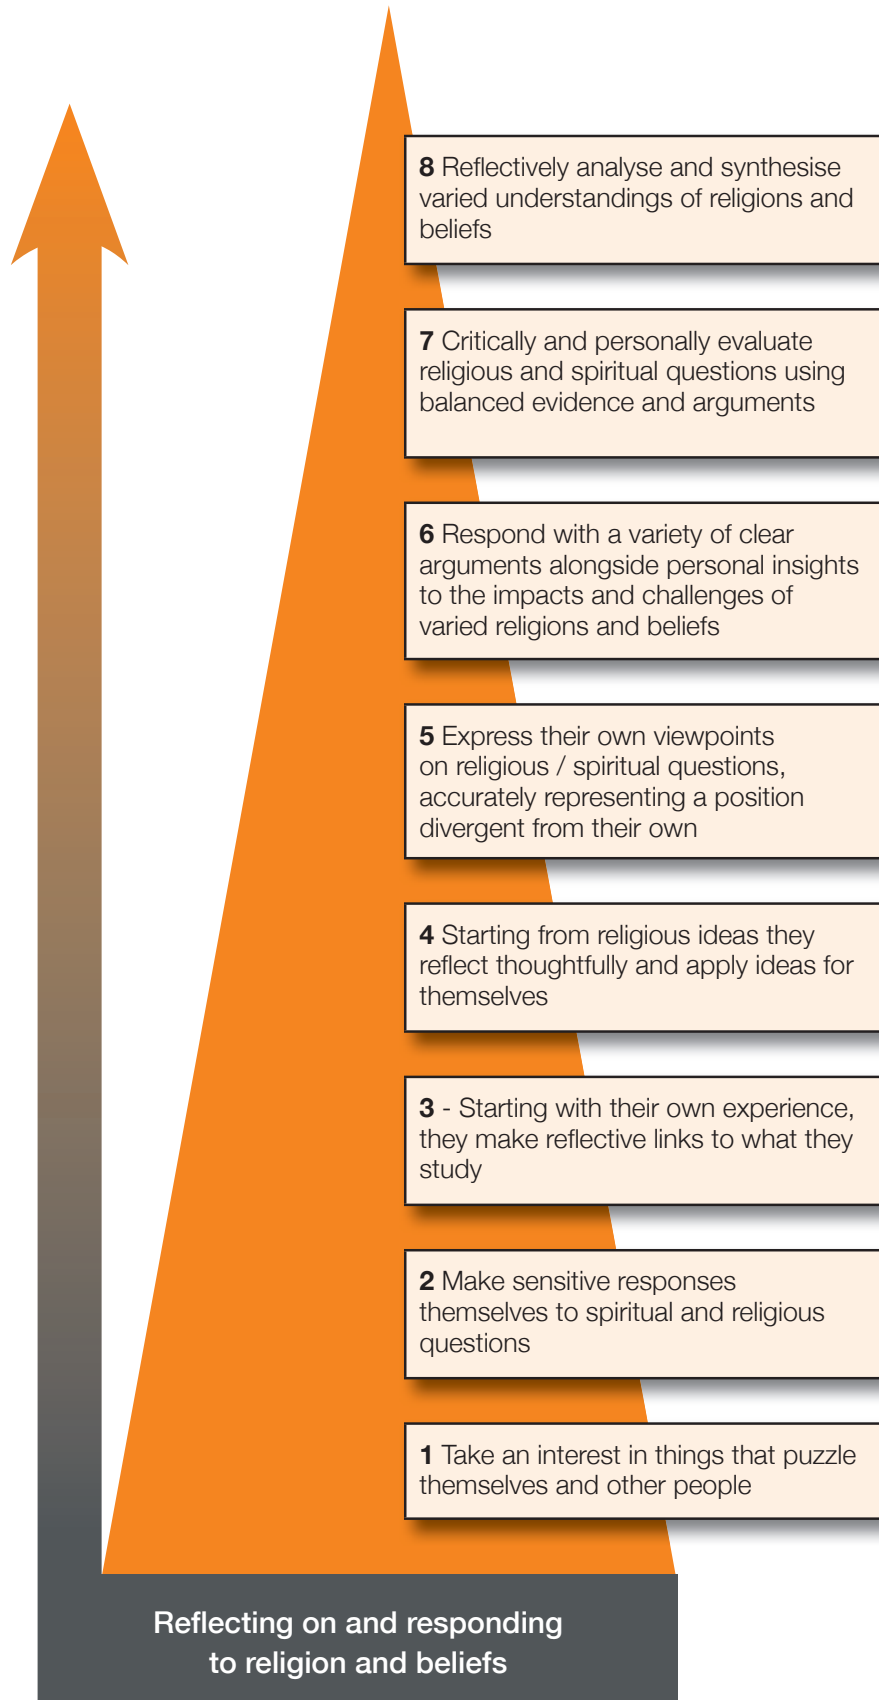 8 Reflectively analyse and synthesise
varied understandings of religions and
beliefs
7 Critically and personally evaluate
religious and spiritual questions using
balanced evidence and arguments
6 Respond with a variety of clear
arguments alongside personal insights
to the impacts and challenges of
varied religions and beliefs
5 Express their own viewpoints
on religious / spiritual questions,
accurately representing a position
divergent from their own
4 Starting from religious ideas they
reflect thoughtfully and apply ideas for
themselves
3 - Starting with their own experience,
they make reflective links to what they
study
2 Make sensitive responses
themselves to spiritual and religious
questions
1 Take an interest in things that puzzle
themselves and other people
Reflecting on and responding
to religion and beliefs